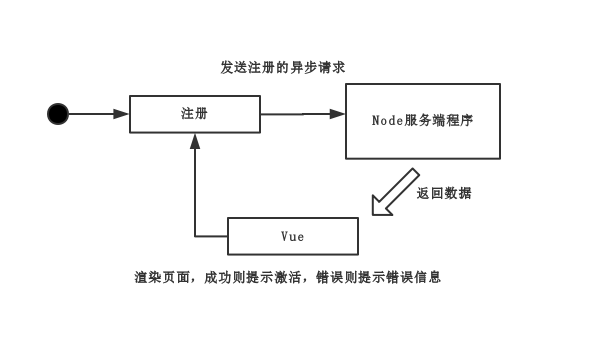 发送注册的异步请求
注册
Node服务端程序
返回数据
Vue
渲染页面，成功则提示激活，错误则提示错误信息